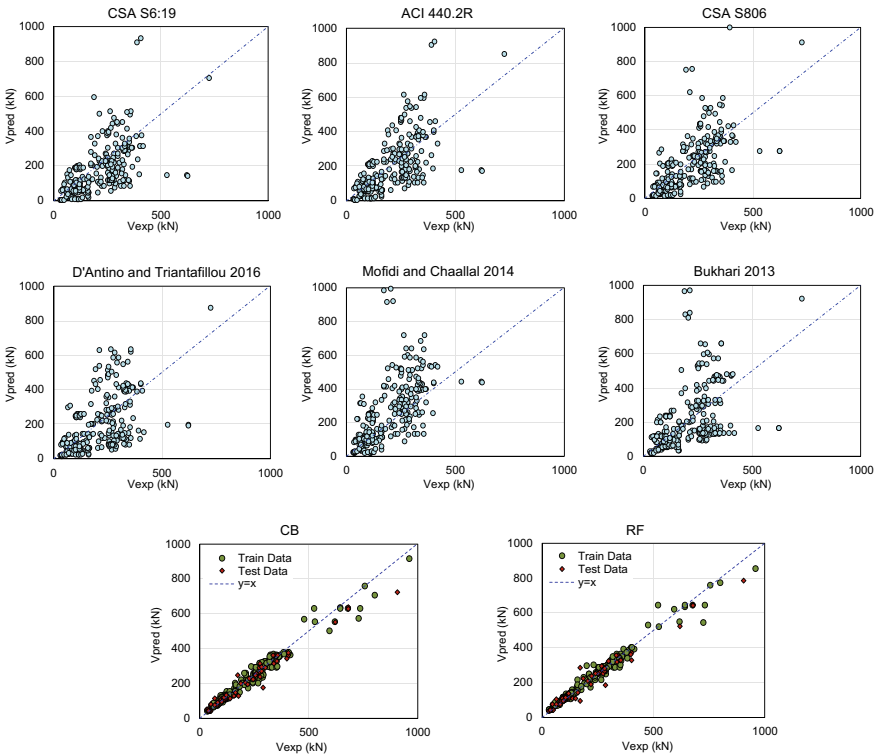 CSA S6:19
ACI 440.2R
CSA S806
1000
800
600
400
200
0
Vpred (kN)
0
500
1000
Vexp (kN)
1000
800
600
400
200
0
Vpred (kN)
0
500
1000
Vexp (kN)
1000
800
600
400
200
0
Vpred (kN)
0
500
1000
Vexp (kN)
D'Antino and Triantafillou 2016
Mofidi and Chaallal 2014
Bukhari 2013
1000
800
600
400
200
0
Vpred (kN)
0
500
1000
Vexp (kN)
1000
800
600
400
200
0
Vpred (kN)
0
500
1000
Vexp (kN)
1000
800
600
400
200
0
Vpred (kN)
0
500
1000
Vexp (kN)
CB
RF
1000
800
600
400
200
0
Vpred (kN)
Train Data
Test Data
y=x
0
500
1000
Vexp (kN)
1000
800
600
400
200
0
Vpred (kN)
Train Data
Test Data
y=x
0
500
1000
Vexp (kN)